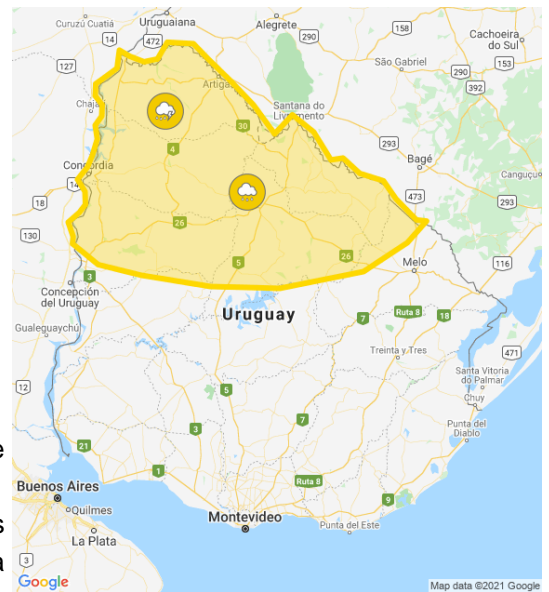 Curuzú Cuatiá
Uruguaiana
Alegrete
Cachoeira
do Sul
14
472
290
158
153
São Gabriel
127
290
392
Artigas
Chaj
Santana do
Livramento
30
293
4
Concordia
Bagé
Canguçu
14
18
473
293
26
130
26
5
3
Melo
116
Concepción
del Uruguay
Uruguay
7
Ruta 8
18
Gualeguaychú
Treinta y Tres
471
Santa Vitoria
do Palmar
12
5
Chuy
7
3
Punta del
Diablo
21
e
1
Ruta 8
Buenos Aires
9
Quilmes
Montevideo
Punta del Este
s
La Plata
a
3
Google
Map data ©2021 Google